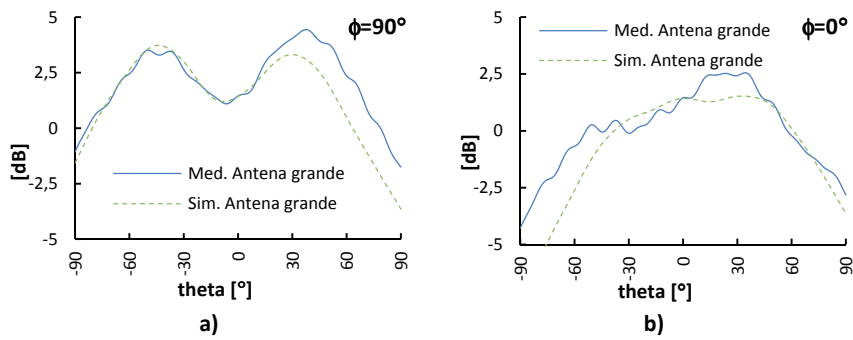 ϕ=90°
5
2,5
0
-2,5
-5
[dB]
Med. Antena grande
Sim. Antena grande
-90
-60
-30
0
30
60
90
theta [°]
a)
ϕ=0°
5
2,5
0
-2,5
-5
[dB]
Med. Antena grande
Sim. Antena grande
-90
-60
-30
0
30
60
90
theta [°]
b)